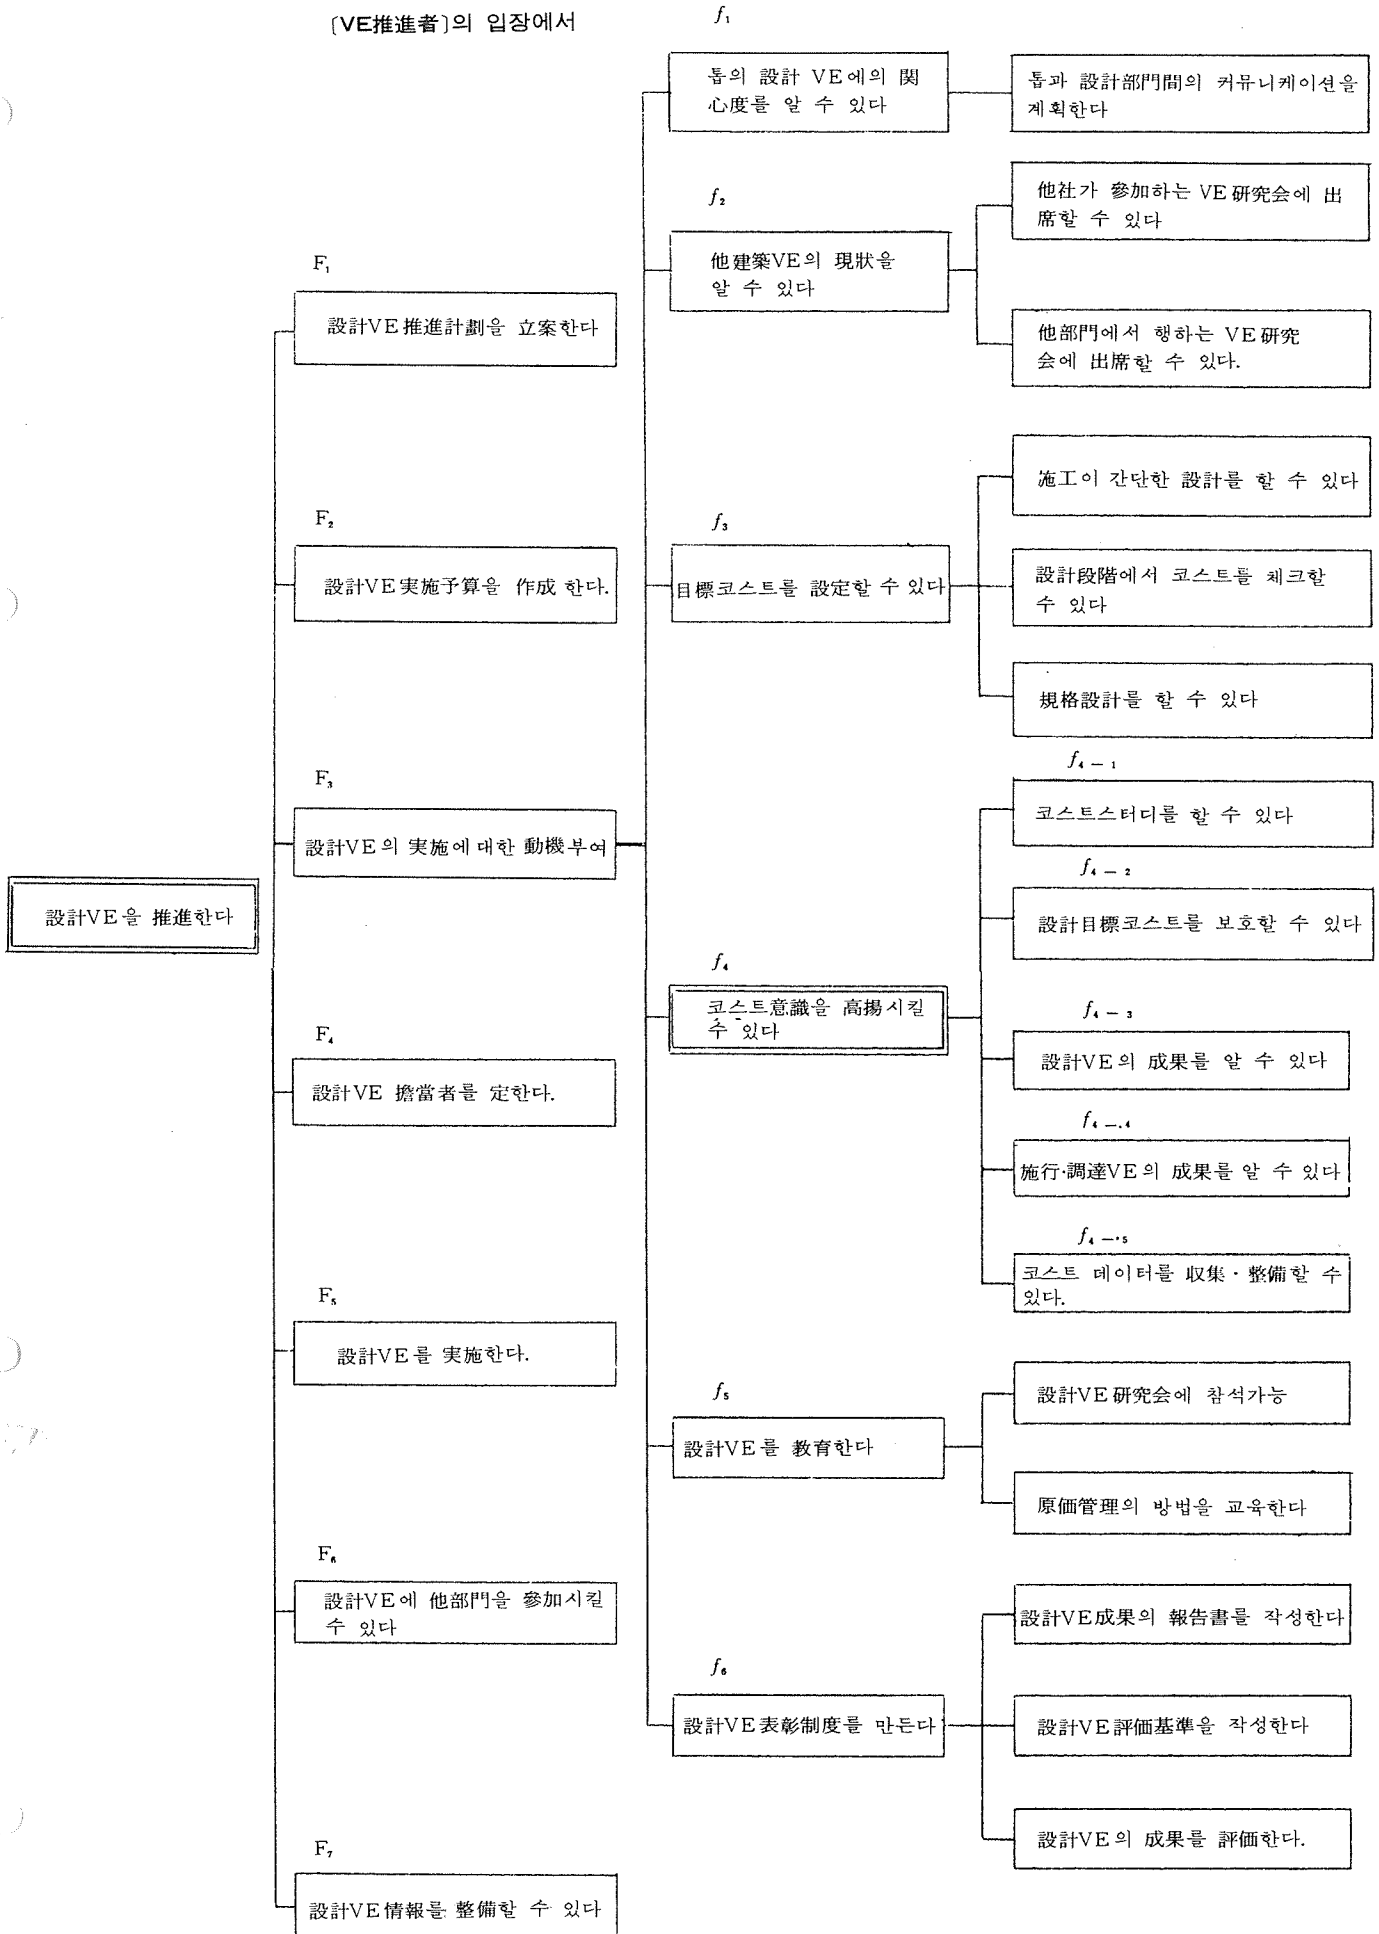 〔VE推進者〕의 입장에서
設計VE을 推進한다
F₁
設計VE推進計劃을 立案한다
F₂
設計VE実施予算을 作成 한다.
F₃
設計VE의 実施에 대한 動機부여
F₄
設計VE 擔當者를 定한다.
F₅
設計VE를 実施한다.
F₆
設計VE에 他部門을 參加시킬
수 있다
F₇
設計VE情報를 整備할 수 있다
f₁
톱의 設計 VE에의 関
心度를 알 수 있다
톱과 設計部門間의 커뮤니케이션을
계획한다
f₂
他建築VE의 現狀을
알 수 있다
他社가 參加하는 VE研究会에 出
席할 수 있다
他部門에서 행하는 VE研究
会에 出席할 수 있다.
f₃
目標코스트를 設定할 수 있다
施工이 간단한 設計를 할 수 있다
設計段階에서 코스트를 체크할
수 있다
規格設計를 할 수 있다
f₄
코스트意識을 高揚시킬
수 있다
f₄₋₁
코스트스터디를 할 수 있다
f₄₋₂
設計目標코스트를 보호할 수 있다
f₄₋₃
設計VE의 成果를 알 수 있다
f₄₋₄
施行·調達VE의 成果를 알 수 있다
f₄₋₅
코스트 데이터를 収集·整備할 수
있다.
f₅
設計VE를 教育한다
設計VE研究会에 참석가능
原価管理의 방법을 교육한다
f₆
設計VE表彰制度를 만든다
設計VE成果의 報告書를 작성한다
設計VE評価基準을 작성한다
設計VE의 成果를 評価한다.